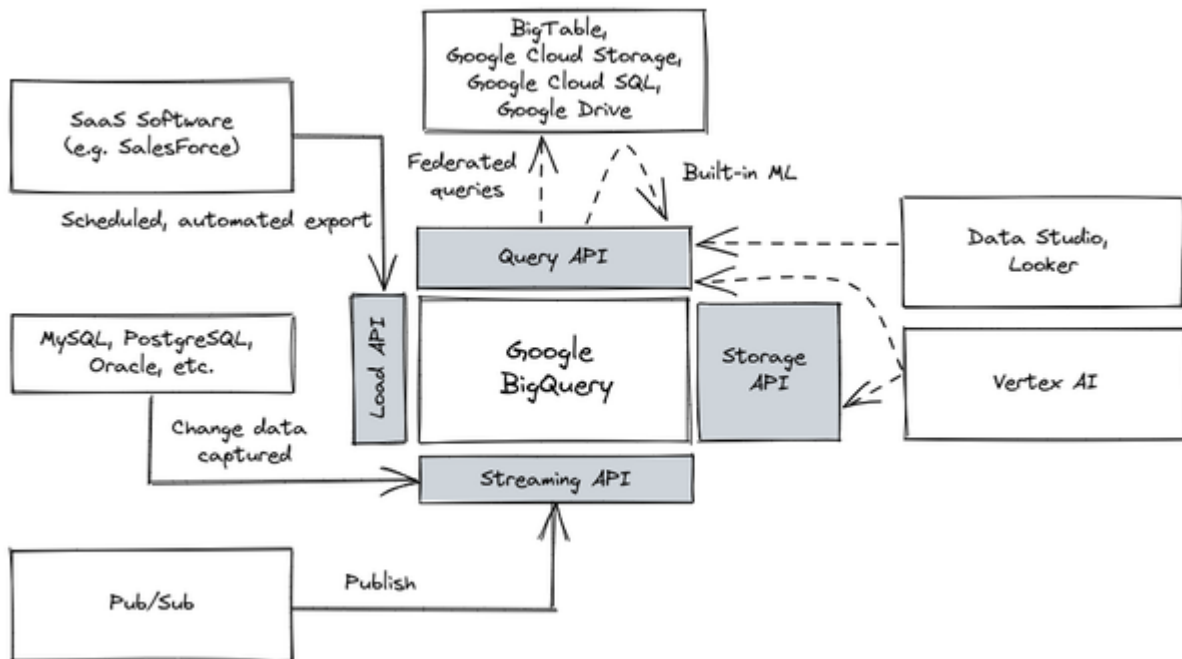 BigTable,
Google Cloud Storage,
Google Cloud SQL,
Google Drive
SaaS Software
(e.g. SalesForce)
Federated
queries
Built-in ML
Scheduled, automated export
Query API
Data Studio,
Looker
MySQL, PostgreSQL,
Oracle, etc.
Load API
Google
BigQuery
Storage
API
Vertex AI
Change data
captured
Streaming API
Publish
Pub/Sub